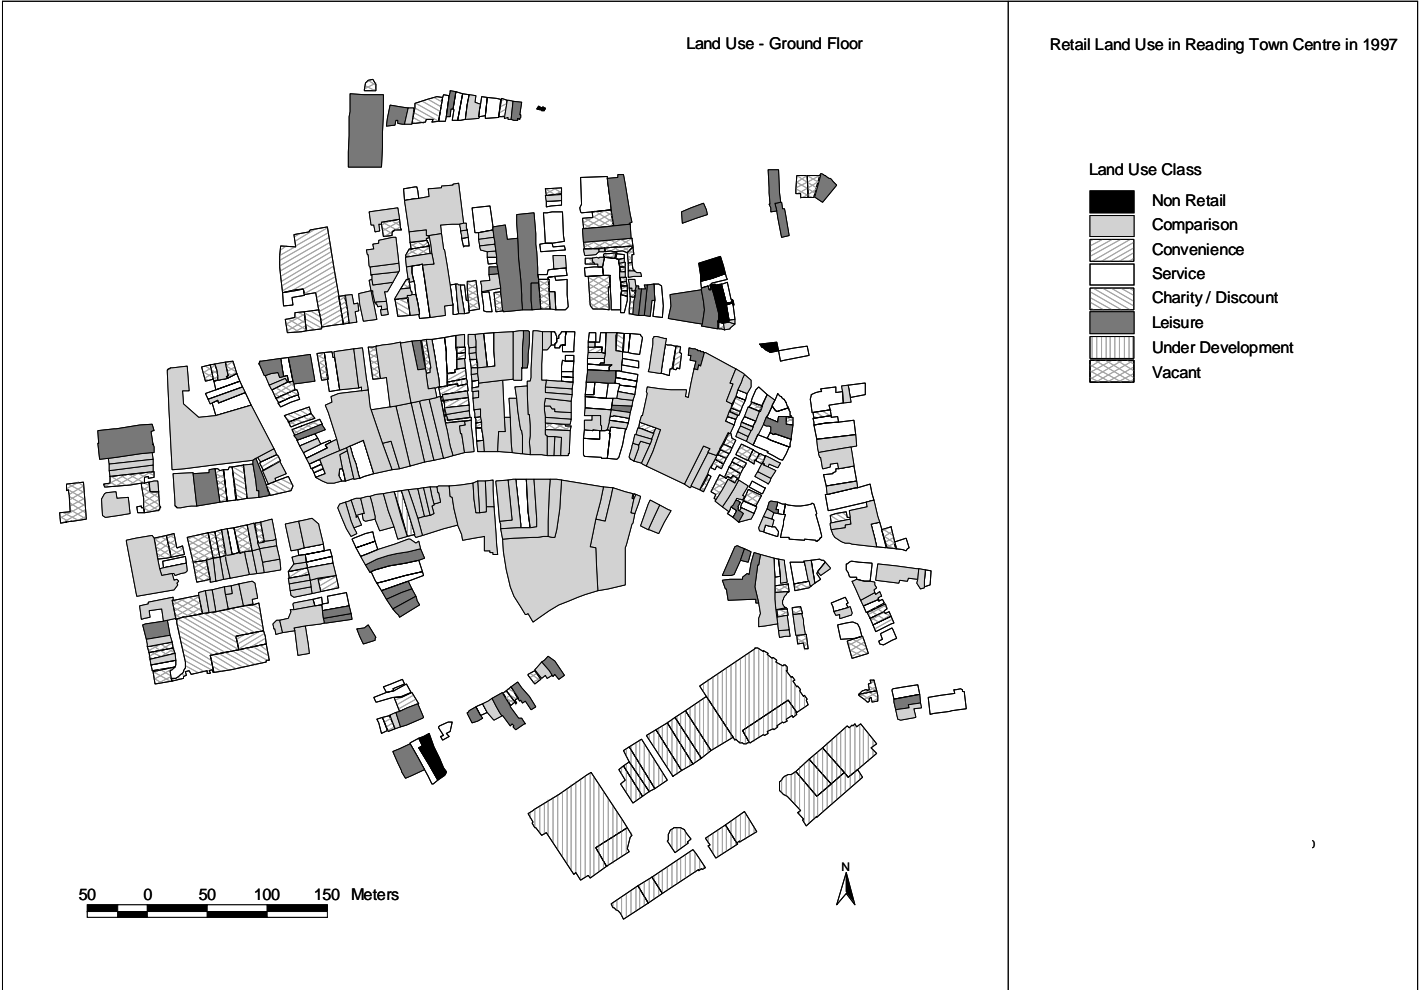 Land Use - Ground Floor
Retail Land Use in Reading Town Centre in 1997
Land Use Class
Non Retail
Comparison
Convenience
Service
Charity / Discount
Leisure
Under Development
Vacant
N
50 0 50 100 150 Meters